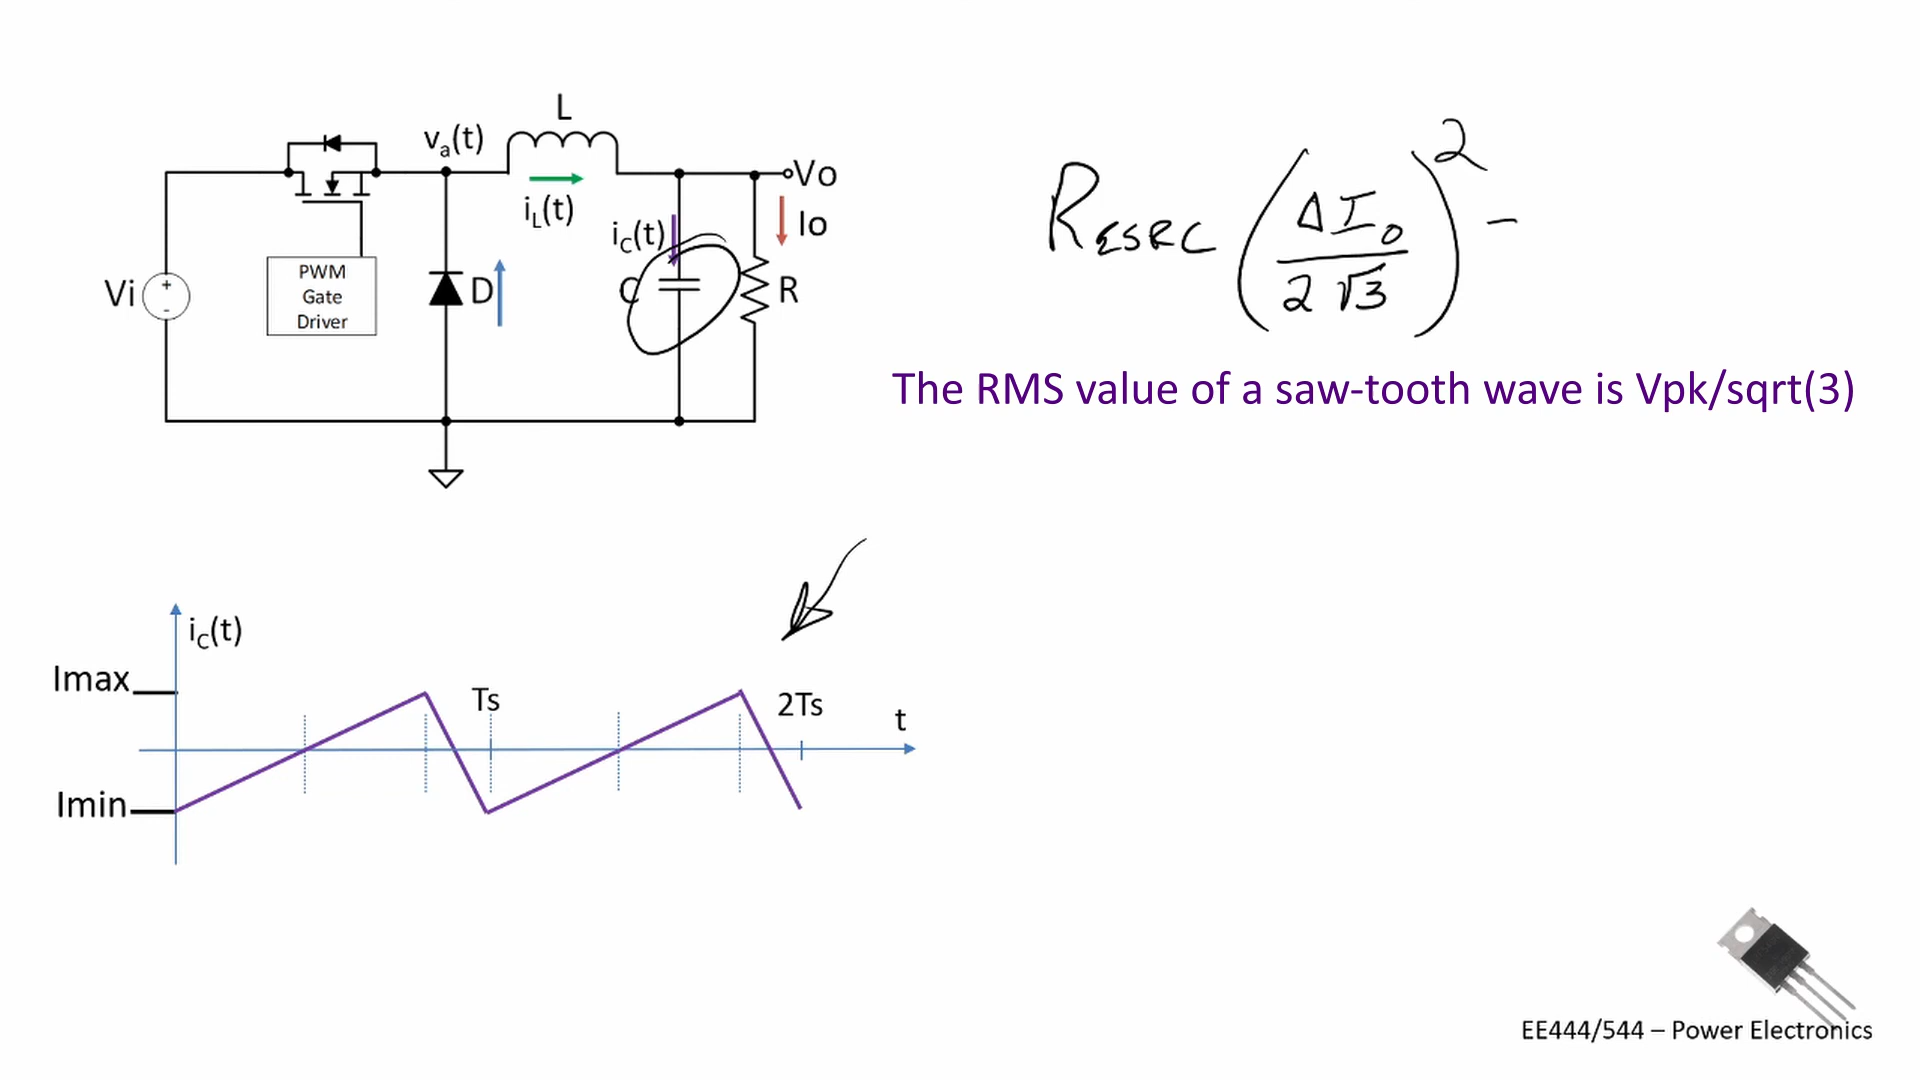 L
va(t)
Vo
iL(t)
iC(t)
Io
Vi
+
-
PWM
Gate
Driver
D
C
R
RESRC (ΔIo / 2√3)² –
The RMS value of a saw-tooth wave is Vpk/sqrt(3)
iC(t)
Imax
Ts
2Ts
t
Imin
EE444/544 – Power Electronics